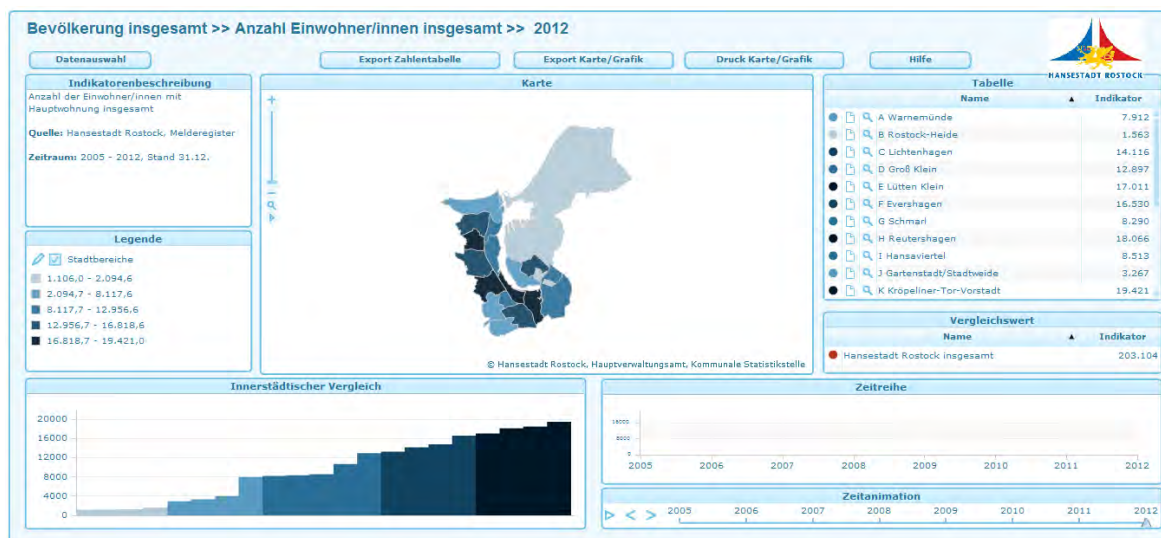 Bevölkerung insgesamt >> Anzahl Einwohner/innen insgesamt >> 2012
Datenauswahl
Export Zahlentabelle
Export Karte/Grafik
Druck Karte/Grafik
Hilfe
HANSESTADT ROSTOCK
Indikatorenbeschreibung
Anzahl der Einwohner/innen mit
Hauptwohnung insgesamt
Quelle: Hansestadt Rostock, Melderegister
Zeitraum: 2005 - 2012, Stand 31.12.
Legende
Stadtbereiche
1.106,0 - 2.094,6
2.094,7 - 8.117,6
8.117,7 - 12.956,6
12.956,7 - 16.818,6
16.818,7 - 19.421,0
Karte
© Hansestadt Rostock, Hauptverwaltungsamt, Kommunale Statistikstelle
Tabelle
Name Indikator
A Warnemünde 7.912
B Rostock-Heide 1.563
C Lichtenhagen 14.116
D Groß Klein 12.897
E Lütten Klein 17.011
F Evershagen 16.530
G Schmarl 8.290
H Reutershagen 18.066
I Hansaviertel 8.513
J Gartenstadt/Stadtweide 3.267
K Kröpeliner-Tor-Vorstadt 19.421
Vergleichswert
Name Indikator
Hansestadt Rostock insgesamt 203.104
Innerstädtischer Vergleich
20000
16000
12000
8000
4000
0
Zeitreihe
16000
8000
0
2005 2006 2007 2008 2009 2010 2011 2012
Zeitanimation
2005 2006 2007 2008 2009 2010 2011 2012